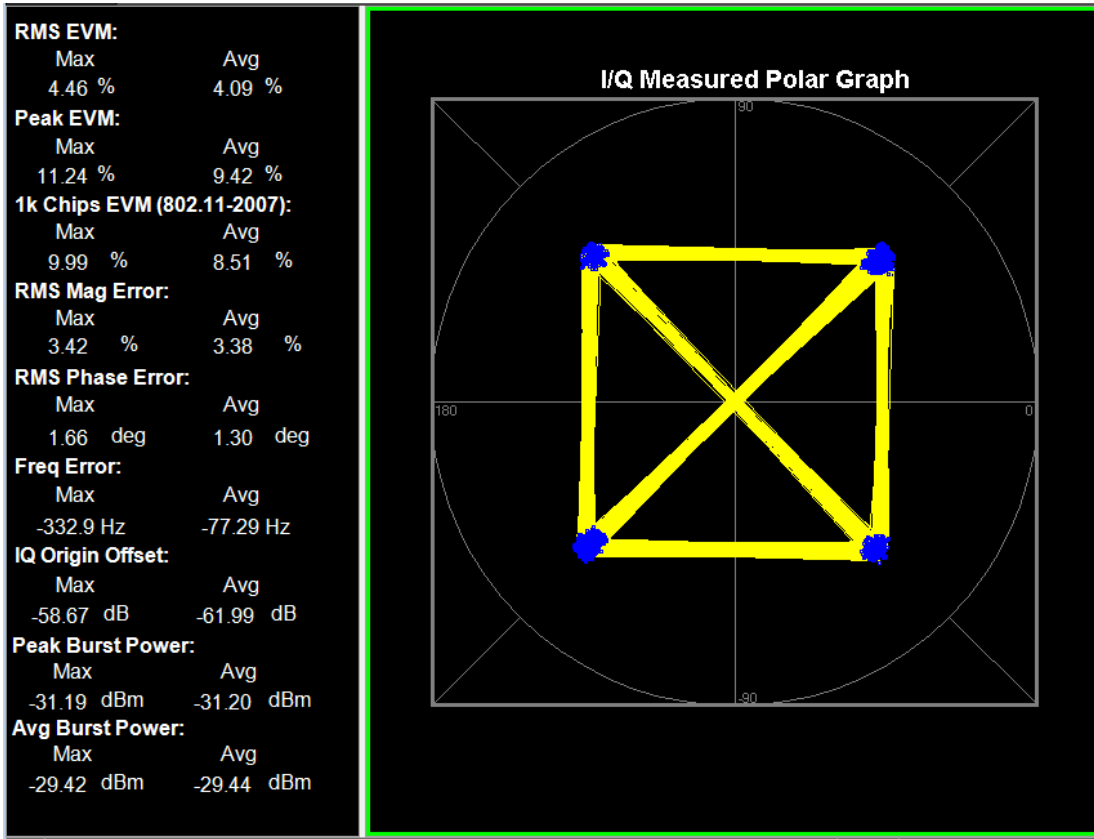 RMS EVM:
Max Avg
4.46 % 4.09 %
Peak EVM:
Max Avg
11.24 % 9.42 %
1k Chips EVM (802.11-2007):
Max Avg
9.99 % 8.51 %
RMS Mag Error:
Max Avg
3.42 % 3.38 %
RMS Phase Error:
Max Avg
1.66 deg 1.30 deg
Freq Error:
Max Avg
-332.9 Hz -77.29 Hz
IQ Origin Offset:
Max Avg
-58.67 dB -61.99 dB
Peak Burst Power:
Max Avg
-31.19 dBm -31.20 dBm
Avg Burst Power:
Max Avg
-29.42 dBm -29.44 dBm
I/Q Measured Polar Graph
90
180 0
-90